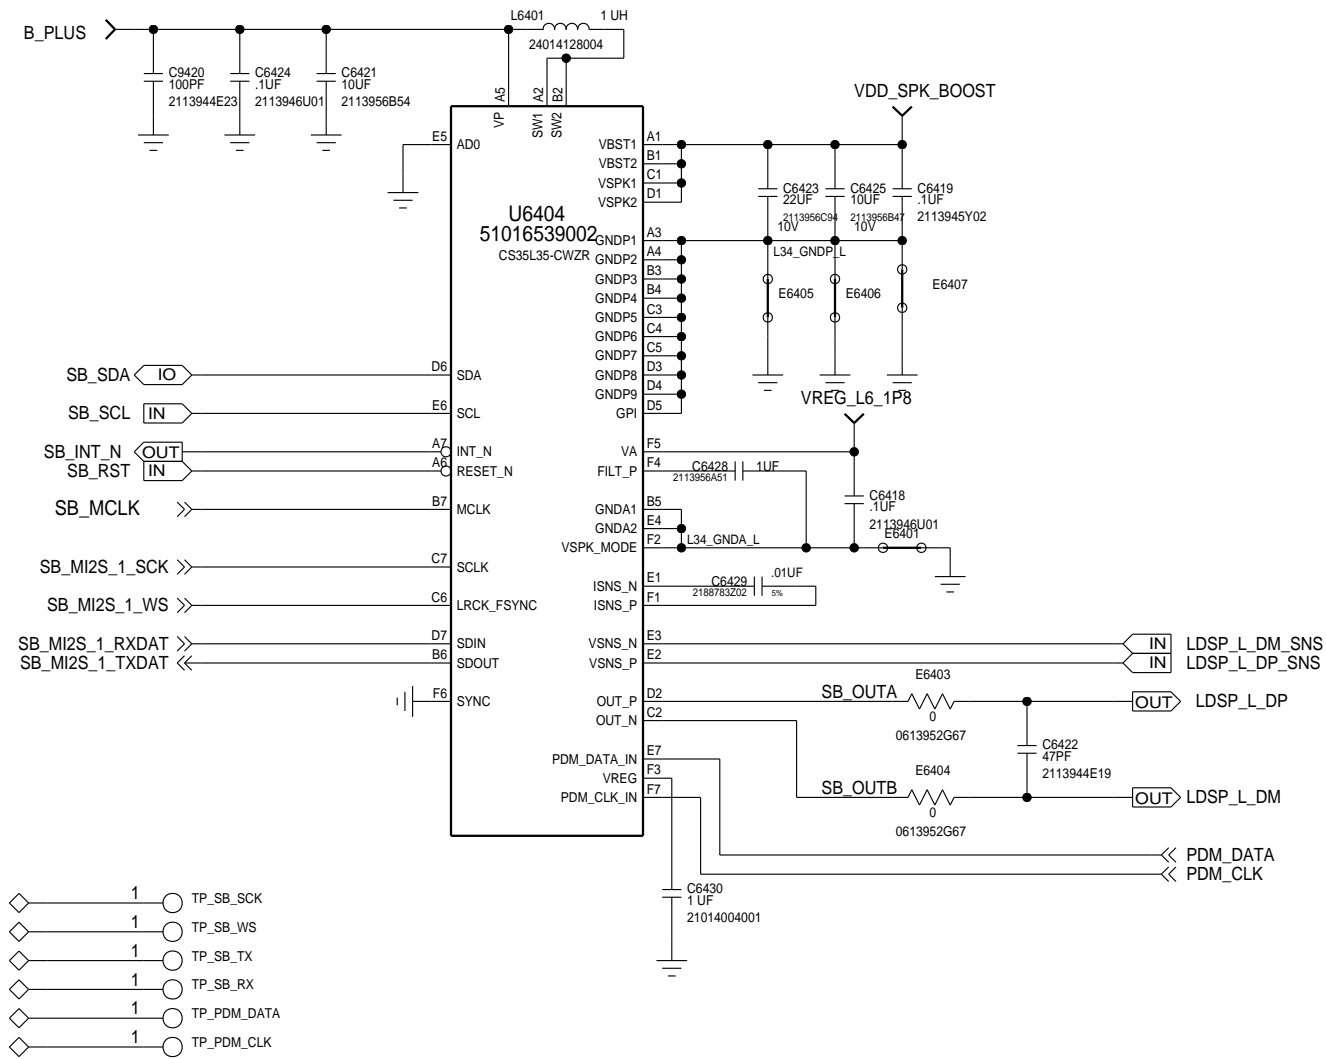 B_PLUS
L6401
1 UH
24014128004
C9420
100PF
2113944E23
C6424
.1UF
2113946U01
C6421
10UF
2113956B54
A5
A2
B2
VP
SW1
SW2
VDD_SPK_BOOST
E5
AD0
VBST1
A1
VBST2
B1
VSPK1
C1
VSPK2
D1
C6423
22UF
2113956C94
10V
C6425
10UF
2113956B47
10V
C6419
.1UF
2113945Y02
U6404
51016539002
CS35L35-CWZR
GNDP1
A3
GNDP2
A4
GNDP3
B3
GNDP4
B4
GNDP5
C3
GNDP6
C4
GNDP7
C5
GNDP8
D3
GNDP9
D4
GPI
D5
L34_GNDP_L
E6405
E6406
E6407
SB_SDA
IO
D6
SDA
SB_SCL
IN
E6
SCL
SB_INT_N
OUT
A7
INT_N
SB_RST
IN
A6
RESET_N
SB_MCLK
B7
MCLK
SB_MI2S_1_SCK
C7
SCLK
SB_MI2S_1_WS
C6
LRCK_FSYNC
SB_MI2S_1_RXDAT
D7
SDIN
SB_MI2S_1_TXDAT
B6
SDOUT
F6
SYNC
VREG_L6_1P8
VA
F5
FILT_P
F4
C6428
1UF
2113956A51
C6418
.1UF
2113946U01
E6401
GNDA1
B5
GNDA2
E4
VSPK_MODE
F2
L34_GNDA_L
ISNS_N
E1
C6429
.01UF
2188783Z02
5%
ISNS_P
F1
VSNS_N
E3
IN
LDSP_L_DM_SNS
VSNS_P
E2
IN
LDSP_L_DP_SNS
OUT_P
D2
SB_OUTA
E6403
0
0613952G67
OUT
LDSP_L_DP
OUT_N
C2
C6422
47PF
2113944E19
SB_OUTB
E6404
0
0613952G67
OUT
LDSP_L_DM
PDM_DATA_IN
E7
VREG
F3
PDM_CLK_IN
F7
PDM_DATA
PDM_CLK
C6430
1 UF
21014004001
1
TP_SB_SCK
1
TP_SB_WS
1
TP_SB_TX
1
TP_SB_RX
1
TP_PDM_DATA
1
TP_PDM_CLK